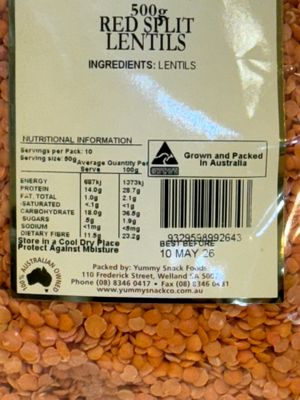 500g
RED SPLIT
LENTILS
INGREDIENTS: LENTILS
NUTRITIONAL INFORMATION
Servings per Pack: 10
Serving size: 50g
Average Quantity Per
Serve 100g
ENERGY 687kj 1373kj
PROTEIN 14.0g 28.7g
FAT. TOTAL 1.0g 2.1g
SATURATED <.1g <1g
CARBOHYDRATE 18.0g 36.8g
SUGARS .5g 1.9g
SODIUM <1mg <5mg
DIETARY FIBRE 11.5g 23.2g
Store in a Cool Dry Place
Protect Against Moisture
Grown and Packed
in Australia
BEST BEFORE
10 MAY 26
100% AUSTRALIAN OWNED
Packed by: Yummy Snack Foods
110 Frederick Street, Welland SA 5007
Phone (08) 8346 0417 • Fax (08) 8346 0431
www.yummysnackco.com.au